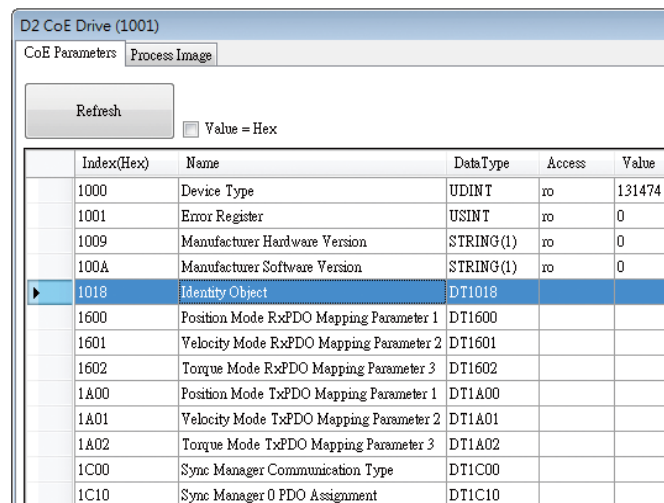 D2 CoE Drive (1001)
CoE Parameters Process Image
Refresh
Value = Hex
Index(Hex) Name DataType Access Value
1000 Device Type UDINT ro 131474
1001 Error Register USINT ro 0
1009 Manufacturer Hardware Version STRING(1) ro 0
100A Manufacturer Software Version STRING(1) ro 0
1018 Identity Object DT1018
1600 Position Mode RxPDO Mapping Parameter 1 DT1600
1601 Velocity Mode RxPDO Mapping Parameter 2 DT1601
1602 Torque Mode RxPDO Mapping Parameter 3 DT1602
1A00 Position Mode TxPDO Mapping Parameter 1 DT1A00
1A01 Velocity Mode TxPDO Mapping Parameter 2 DT1A01
1A02 Torque Mode TxPDO Mapping Parameter 3 DT1A02
1C00 Sync Manager Communication Type DT1C00
1C10 Sync Manager 0 PDO Assignment DT1C10